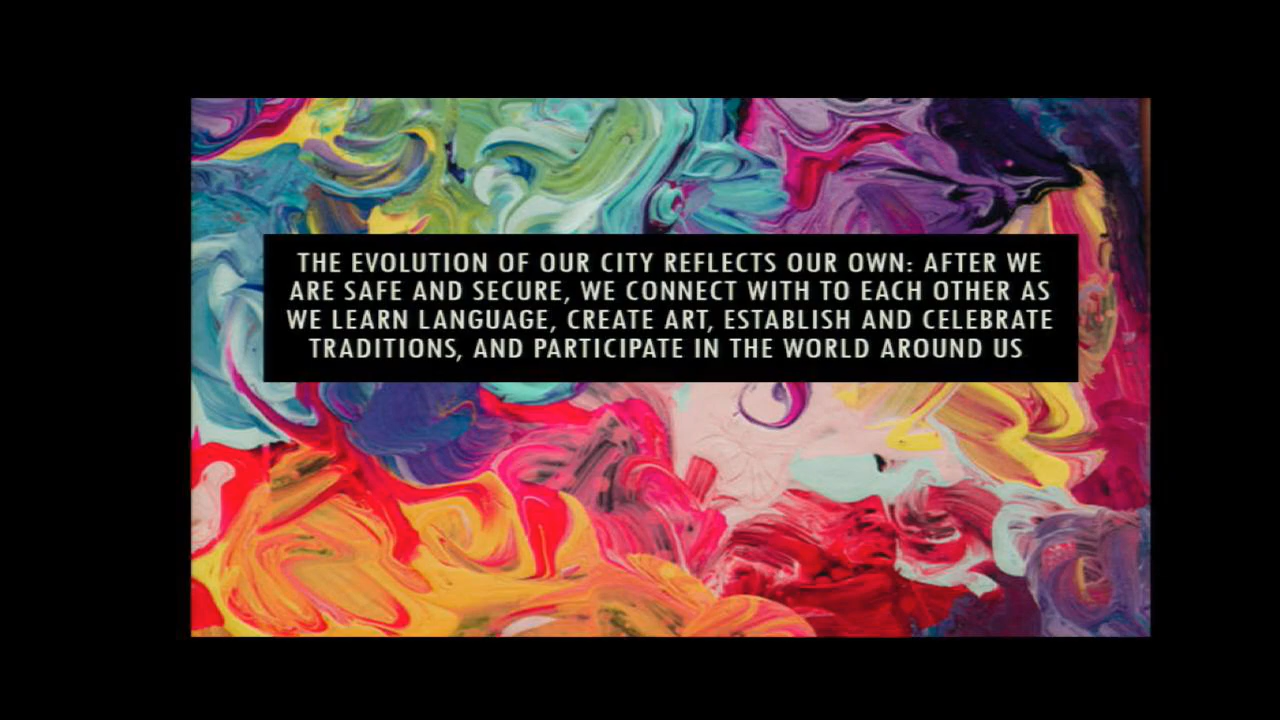 THE EVOLUTION OF OUR CITY REFLECTS OUR OWN: AFTER WE
ARE SAFE AND SECURE, WE CONNECT WITH TO EACH OTHER AS
WE LEARN LANGUAGE, CREATE ART, ESTABLISH AND CELEBRATE
TRADITIONS, AND PARTICIPATE IN THE WORLD AROUND US